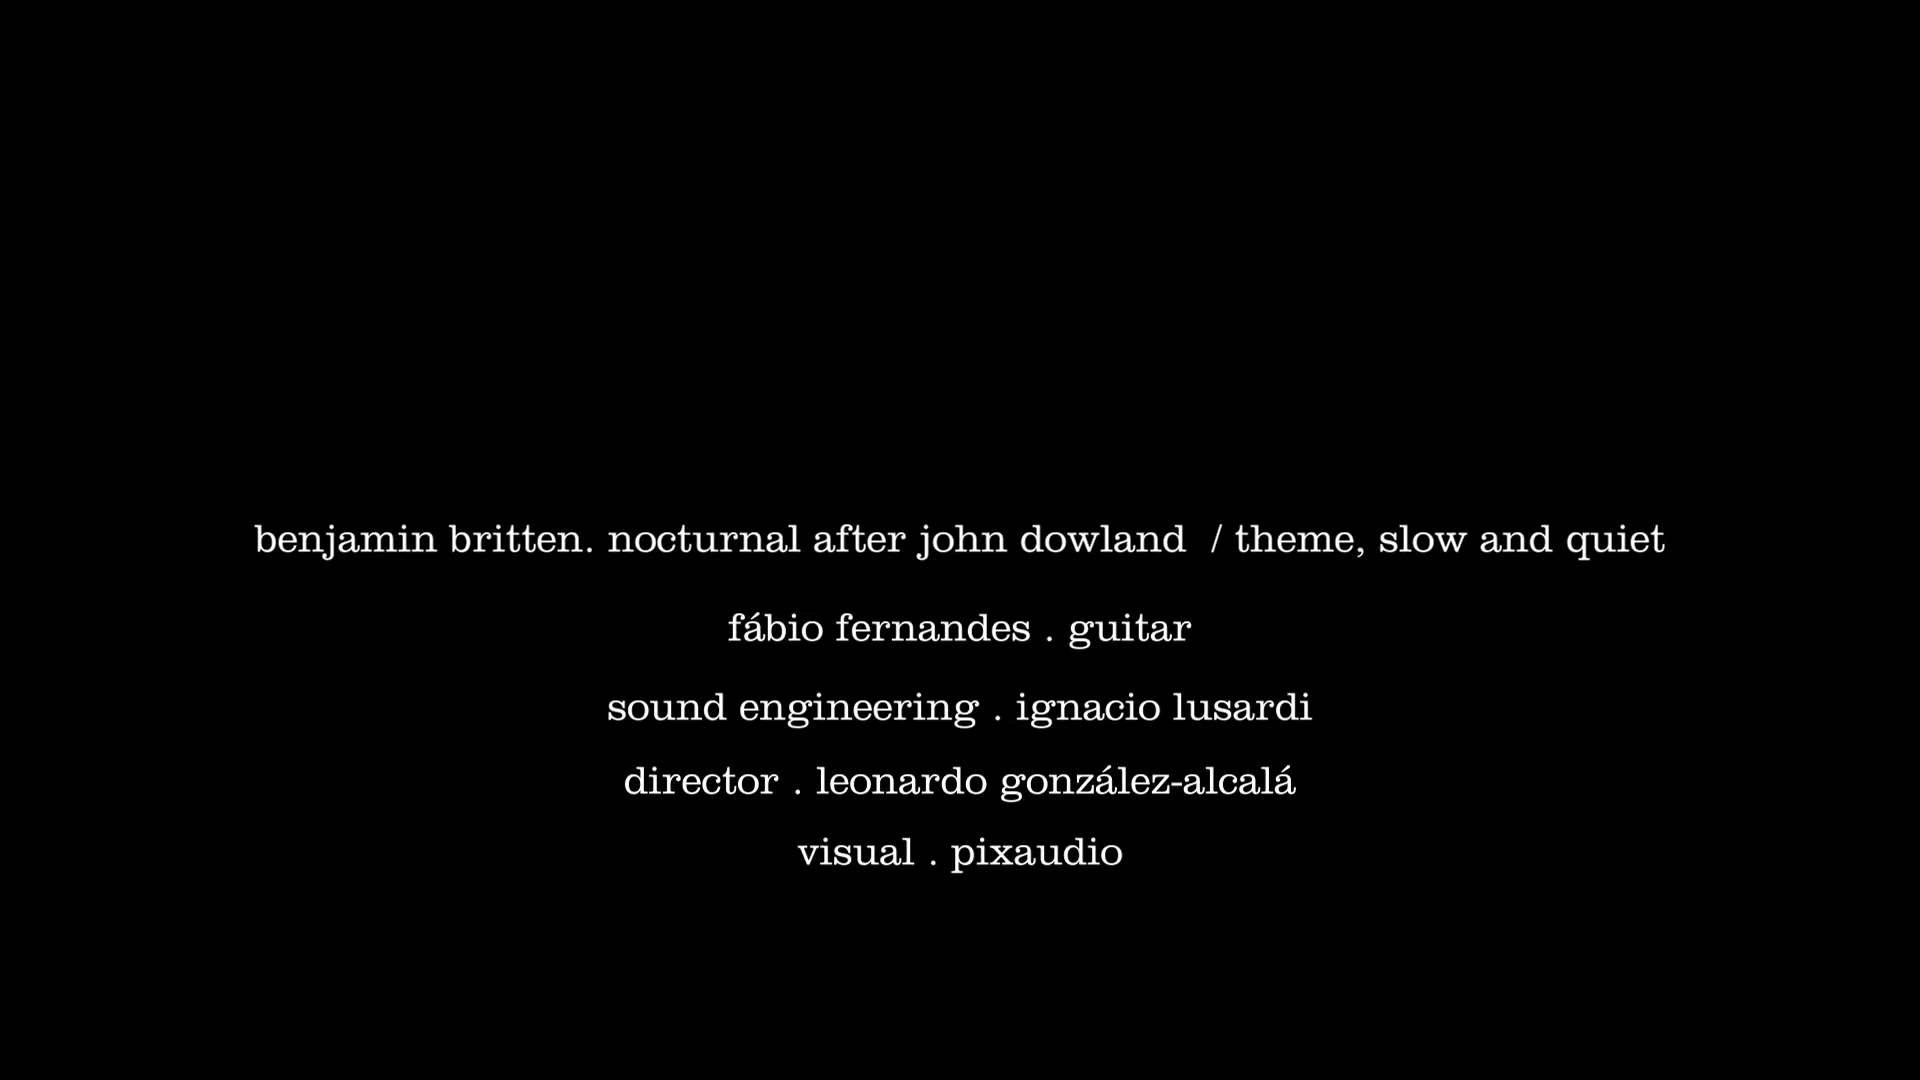 benjamin britten. nocturnal after john dowland  / theme, slow and quiet
fábio fernandes . guitar
sound engineering . ignacio lusardi
director . leonardo gonzález-alcalá
visual . pixaudio